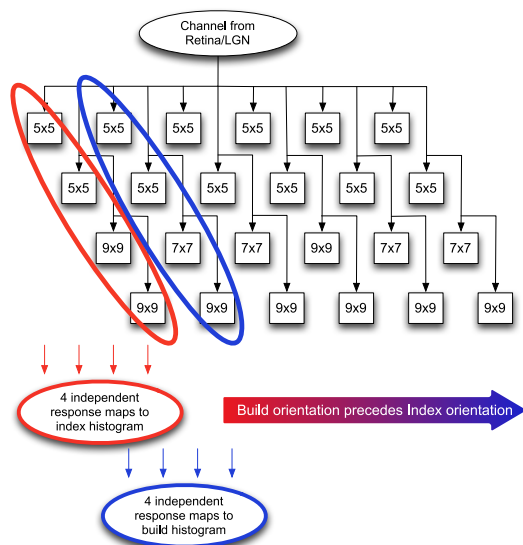 Channel from
Retina/LGN
5x5 5x5 5x5 5x5 5x5 5x5
5x5 5x5 5x5 5x5 5x5 5x5
9x9 7x7 7x7 9x9 7x7 7x7
9x9 9x9 9x9 9x9 9x9 9x9
4 independent
response maps to
index histogram
Build orientation precedes Index orientation
4 independent
response maps to
build histogram